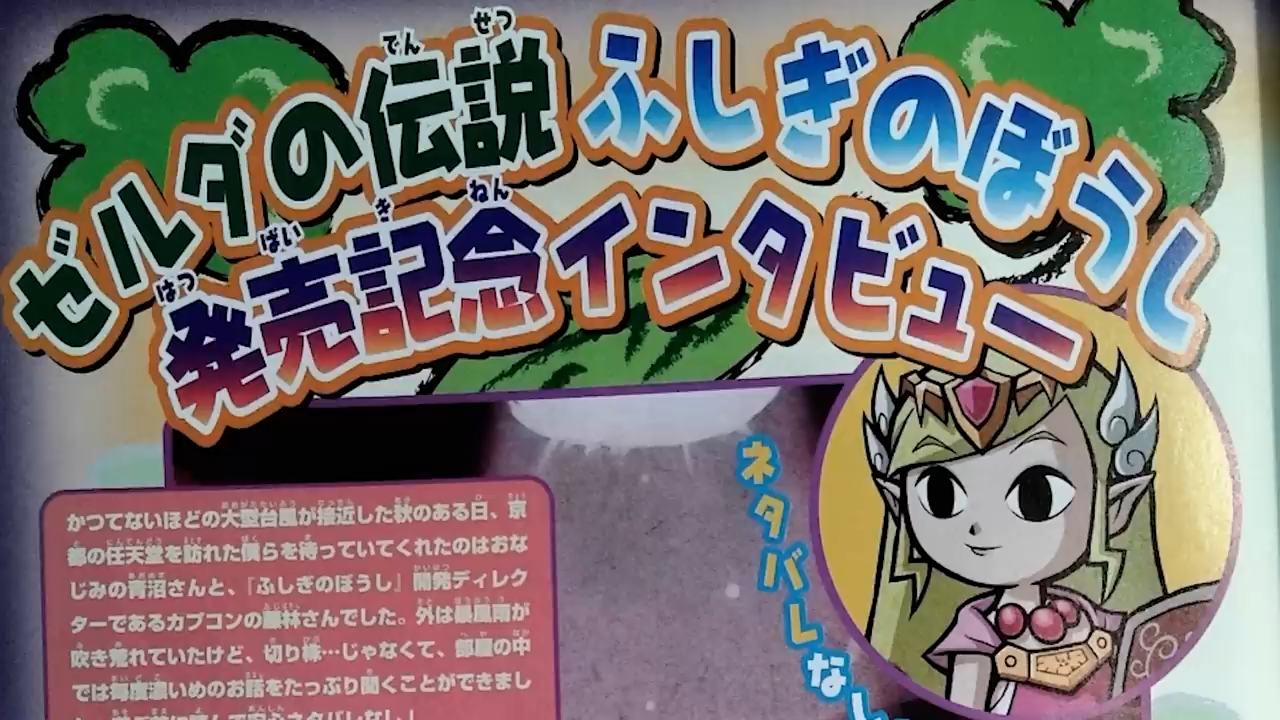 ゼルダの伝説 ふしぎのぼうし
発売記念インタビュー
かつてないほどの大型台風が接近した秋のある日、京
都の任天堂を訪れた僕らを待っていてくれたのはおな
じみの青沼さんと、『ふしぎのぼうし』開発ディレク
ターであるカプコンの藤林さんでした。外は暴風雨が
吹き荒れていたけど、切り株…じゃなくて、部屋の中
では毎度濃いめのお話をたっぷり聞くことができまし
ネタバレなし